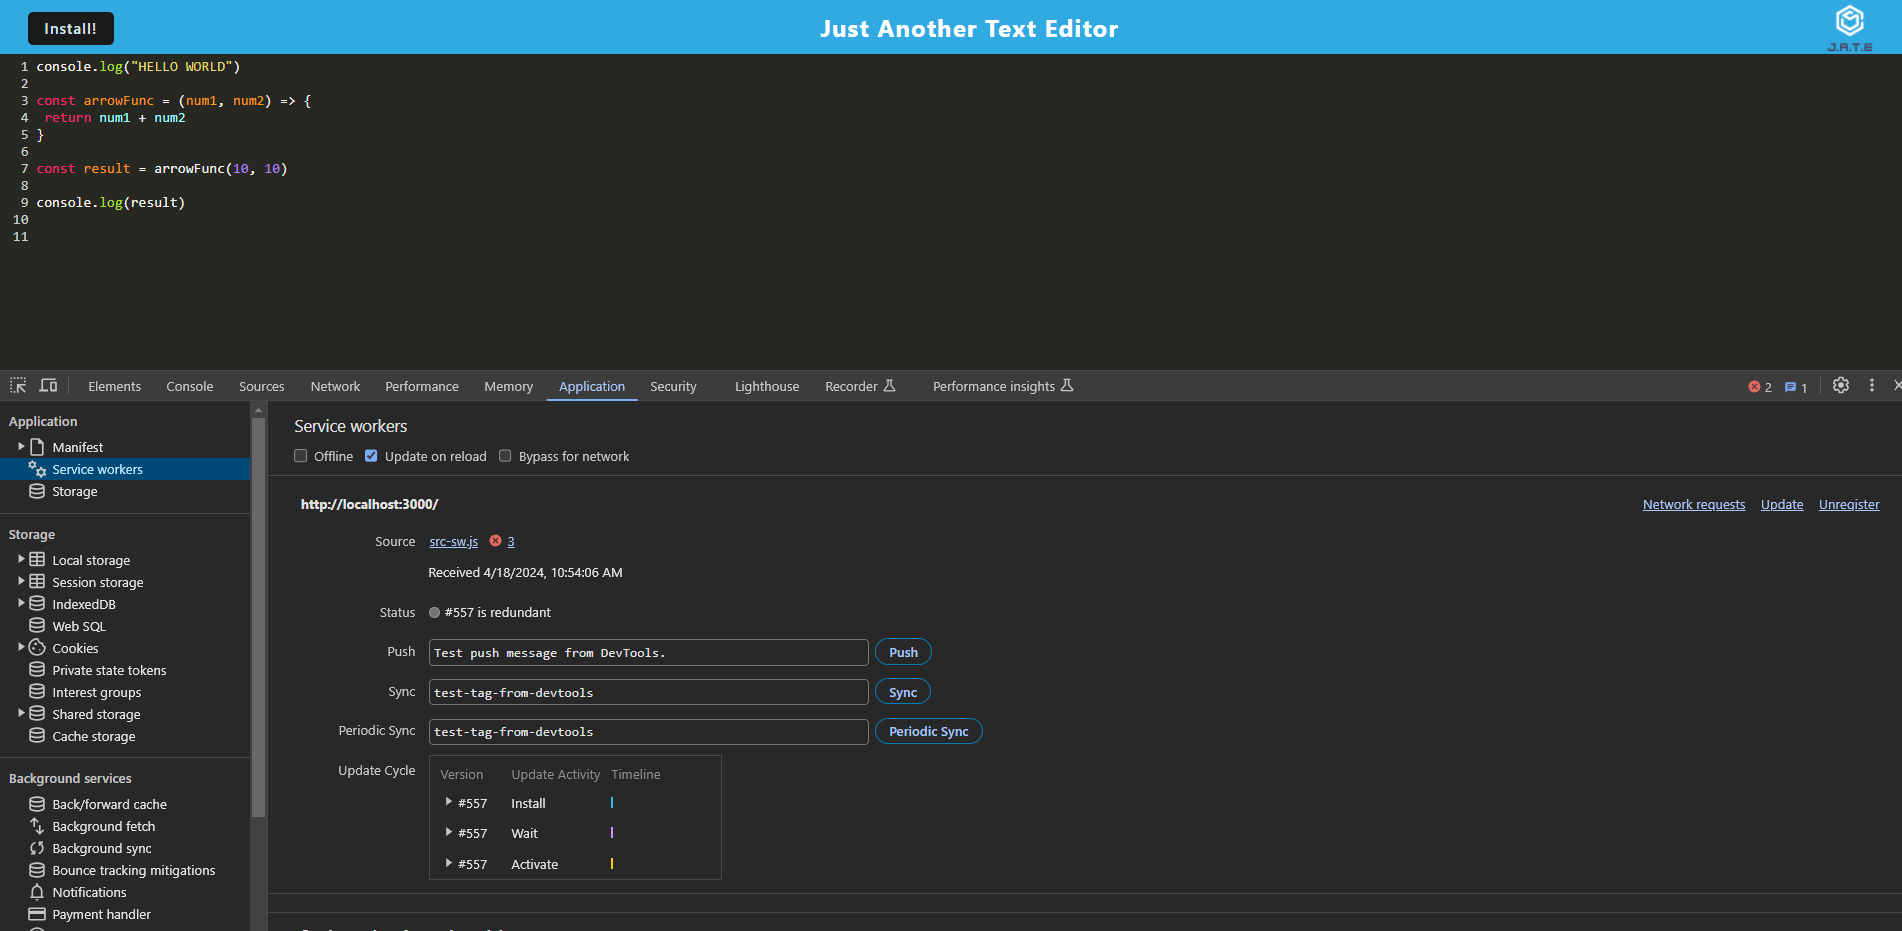 Install!
Just Another Text Editor
J.A.T.E
1 console.log("HELLO WORLD")
2
3 const arrowFunc = (num1, num2) => {
4  return num1 + num2
5 }
6
7 const result = arrowFunc(10, 10)
8
9 console.log(result)
10
11
Elements Console Sources Network Performance Memory Application Security Lighthouse Recorder Performance insights 2 1
Application
Manifest
Service workers
Storage
Storage
Local storage
Session storage
IndexedDB
Web SQL
Cookies
Private state tokens
Interest groups
Shared storage
Cache storage
Background services
Back/forward cache
Background fetch
Background sync
Bounce tracking mitigations
Notifications
Payment handler
Service workers
Offline Update on reload Bypass for network
http://localhost:3000/ Network requests Update Unregister
Source src-sw.js 3
Received 4/18/2024, 10:54:06 AM
Status #557 is redundant
Push Test push message from DevTools. Push
Sync test-tag-from-devtools Sync
Periodic Sync test-tag-from-devtools Periodic Sync
Update Cycle Version Update Activity Timeline
#557 Install
#557 Wait
#557 Activate